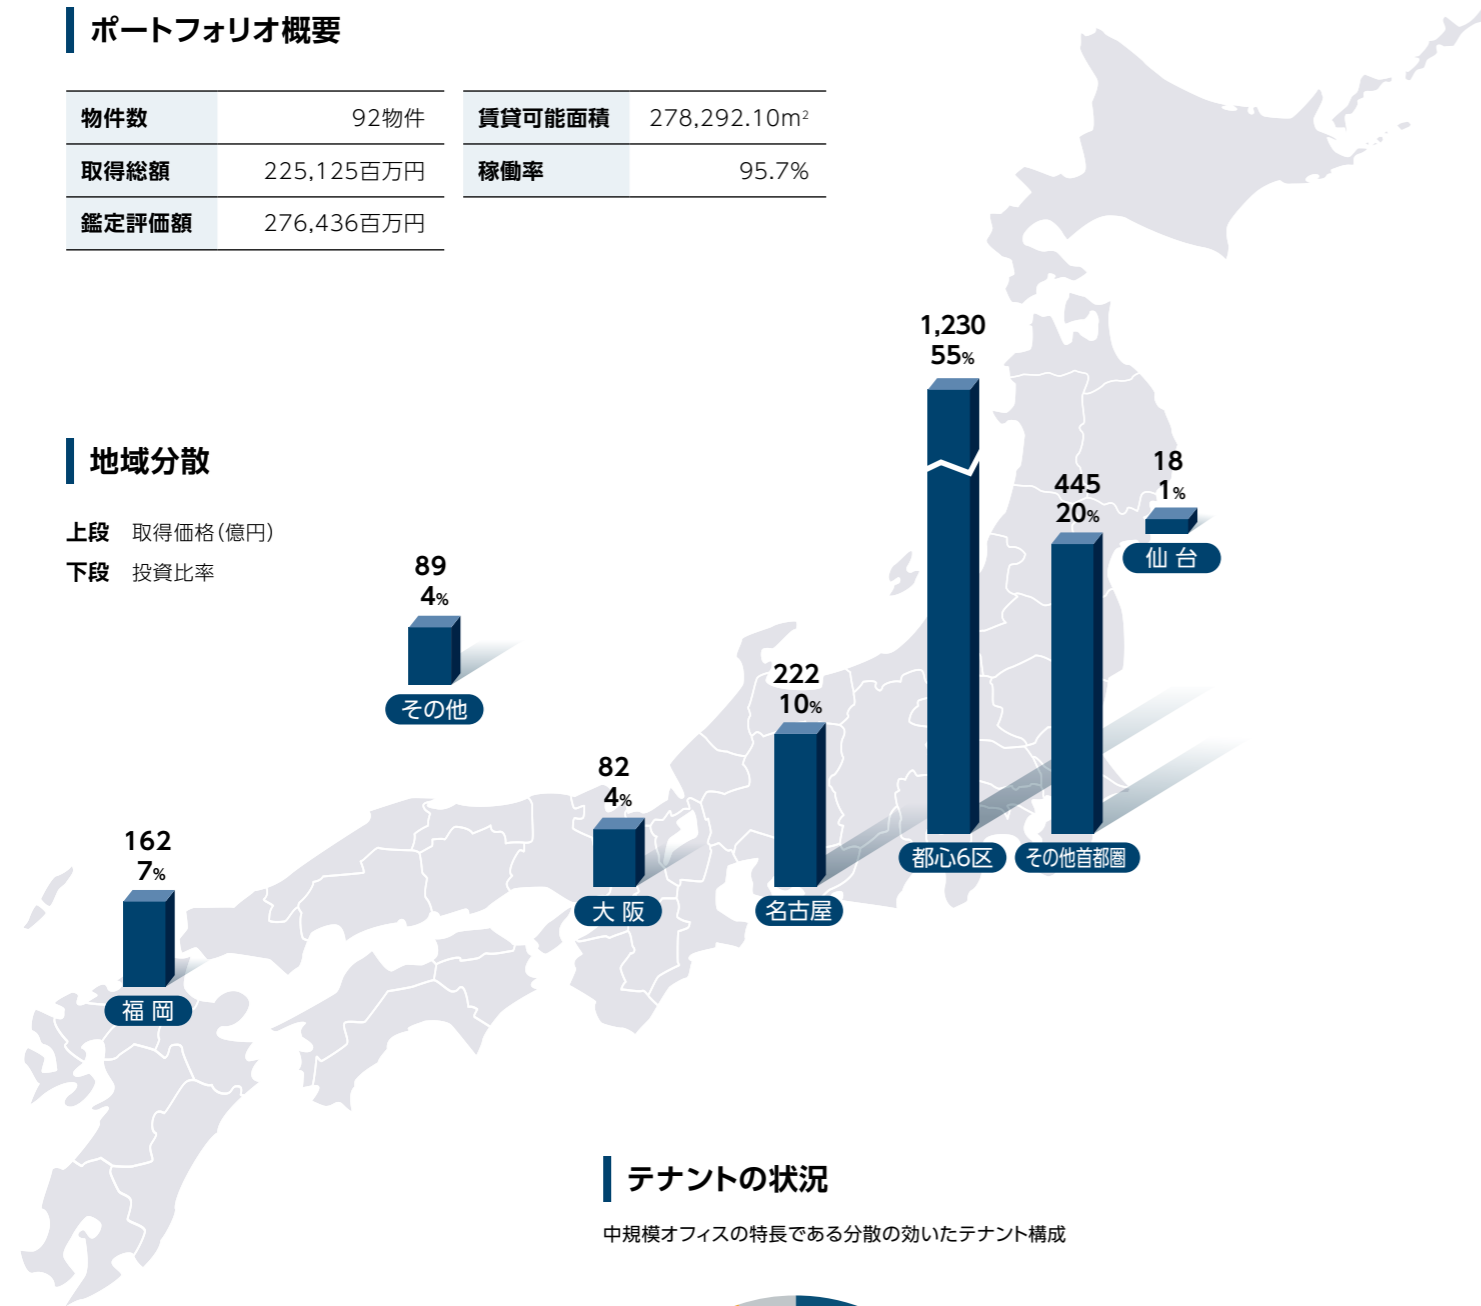 ポートフォリオ概要
物件数 92物件
取得総額 225,125百万円
鑑定評価額 276,436百万円
賃貸可能面積 278,292.10m²
稼働率 95.7%
地域分散
上段 取得価格(億円)
下段 投資比率
1,230
55%
都心6区
445
20%
その他首都圏
18
1%
仙台
89
4%
その他
222
10%
名古屋
82
4%
大阪
162
7%
福岡
テナントの状況
中規模オフィスの特長である分散の効いたテナント構成